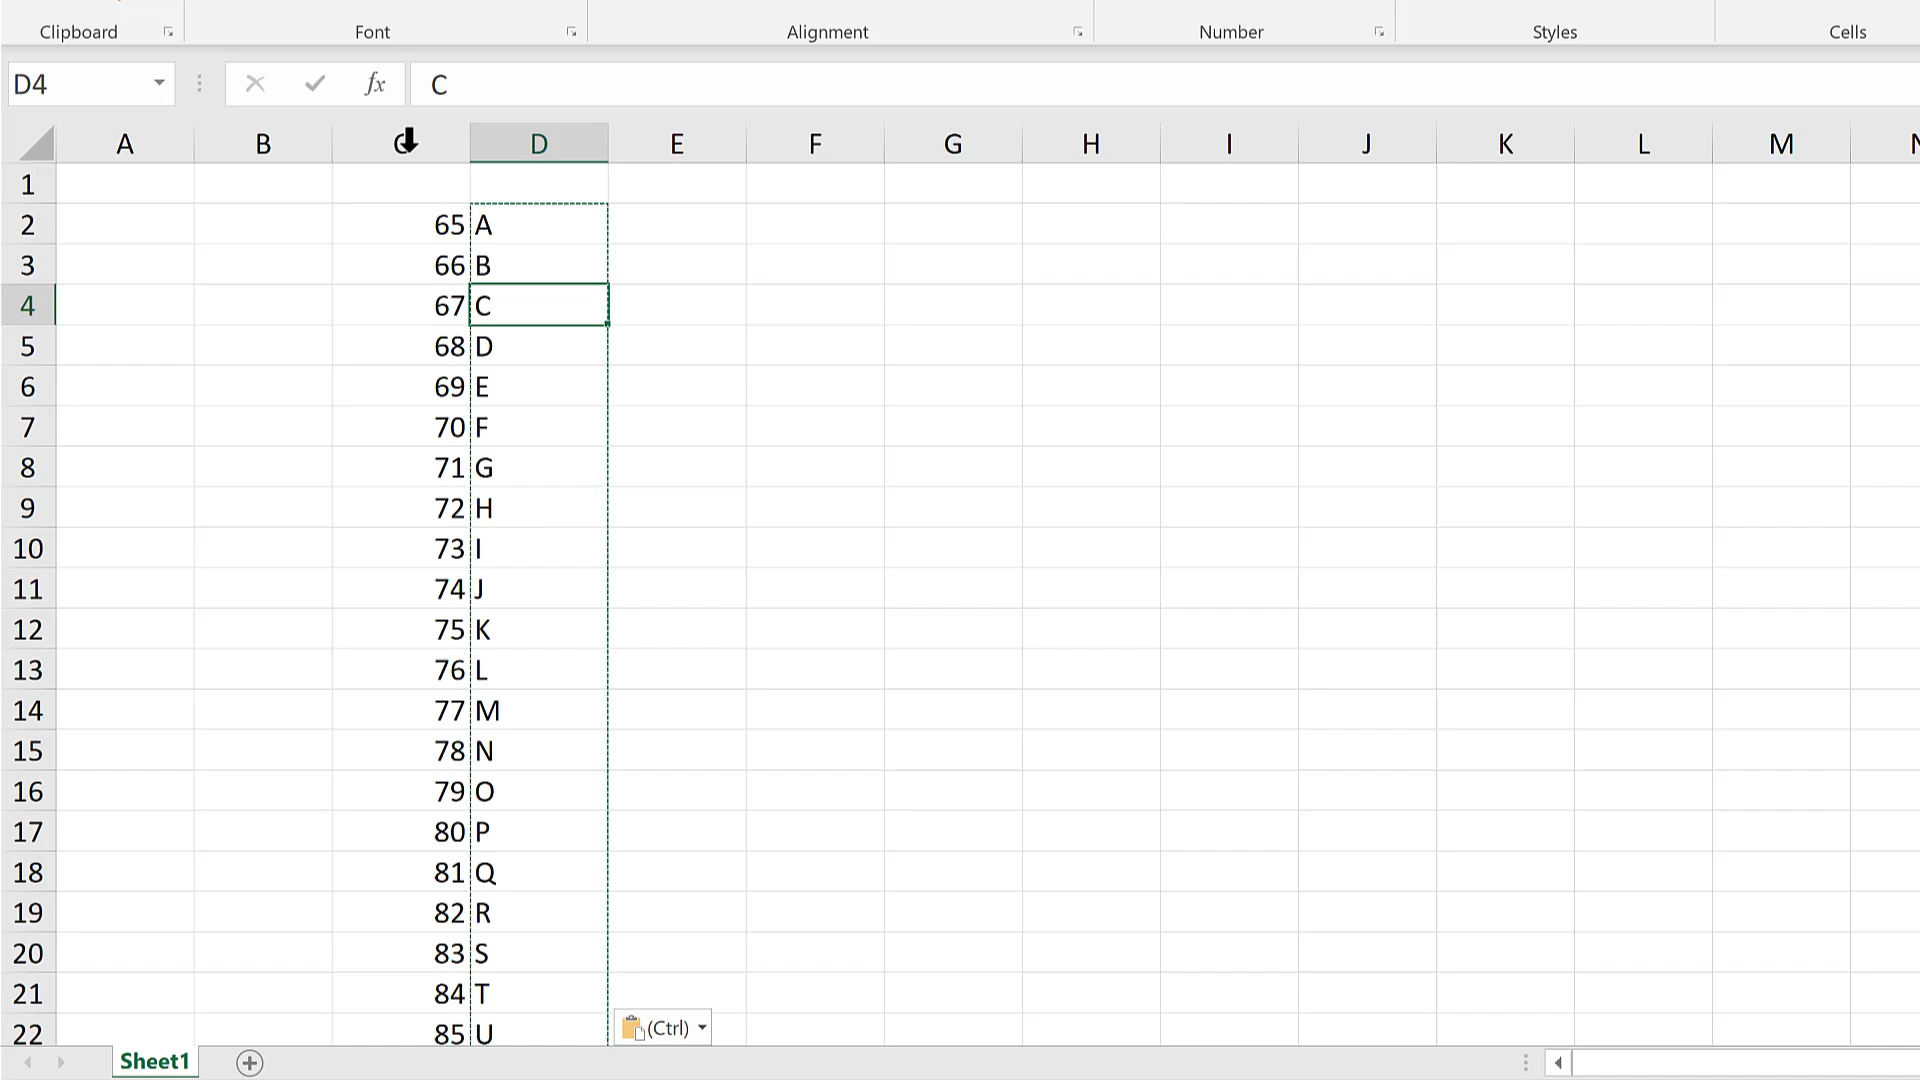 Clipboard Font Alignment Number Styles Cells
D4 fx C
A B C D E F G H I J K L M
1
2 65 A
3 66 B
4 67 C
5 68 D
6 69 E
7 70 F
8 71 G
9 72 H
10 73 I
11 74 J
12 75 K
13 76 L
14 77 M
15 78 N
16 79 O
17 80 P
18 81 Q
19 82 R
20 83 S
21 84 T
22 85 U (Ctrl)
Sheet1